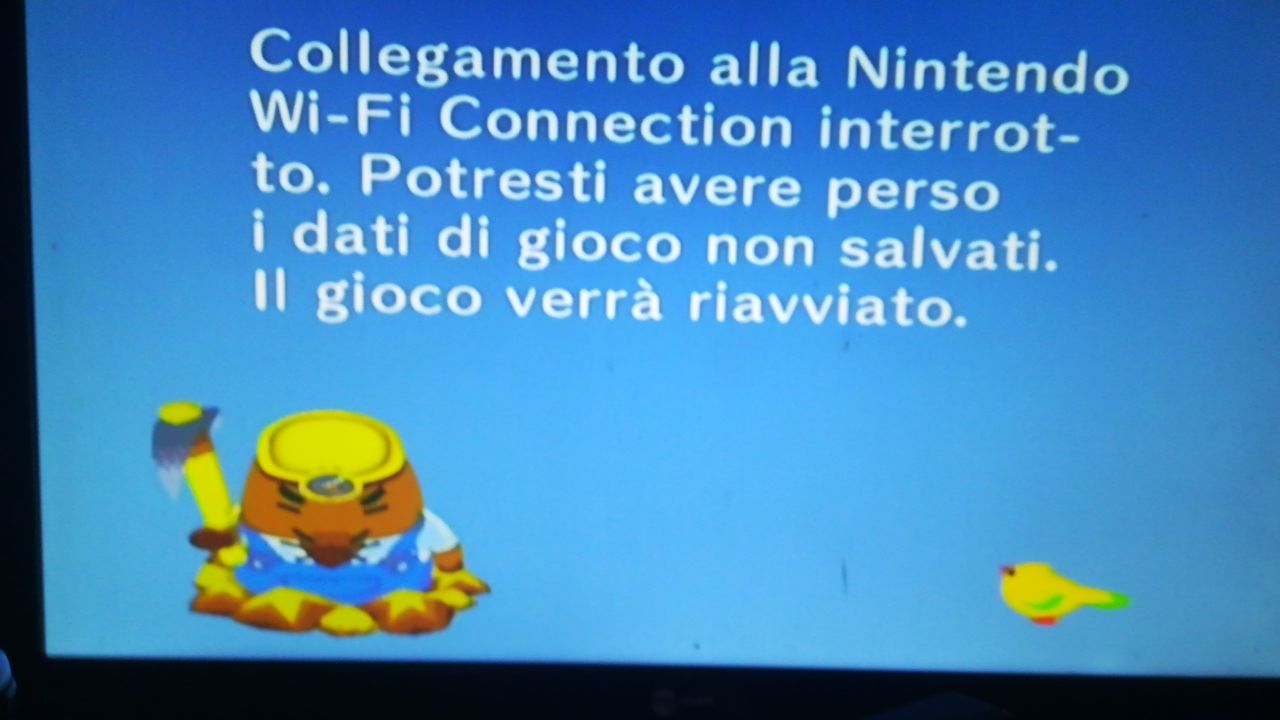 Collegamento alla Nintendo
Wi-Fi Connection interrot-
to. Potresti avere perso
i dati di gioco non salvati.
Il gioco verrà riavviato.